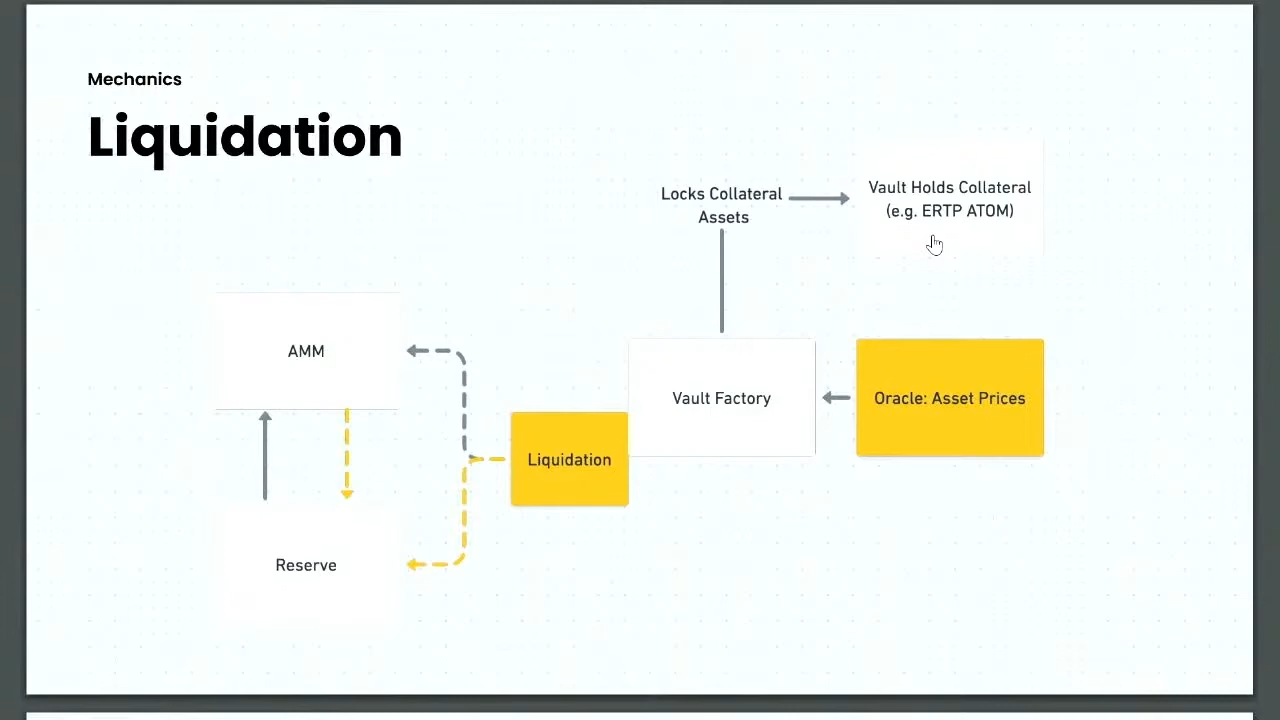 Mechanics
Liquidation
Locks Collateral
Assets
Vault Holds Collateral
(e.g. ERTP ATOM)
AMM
Vault Factory
Oracle: Asset Prices
Liquidation
Reserve